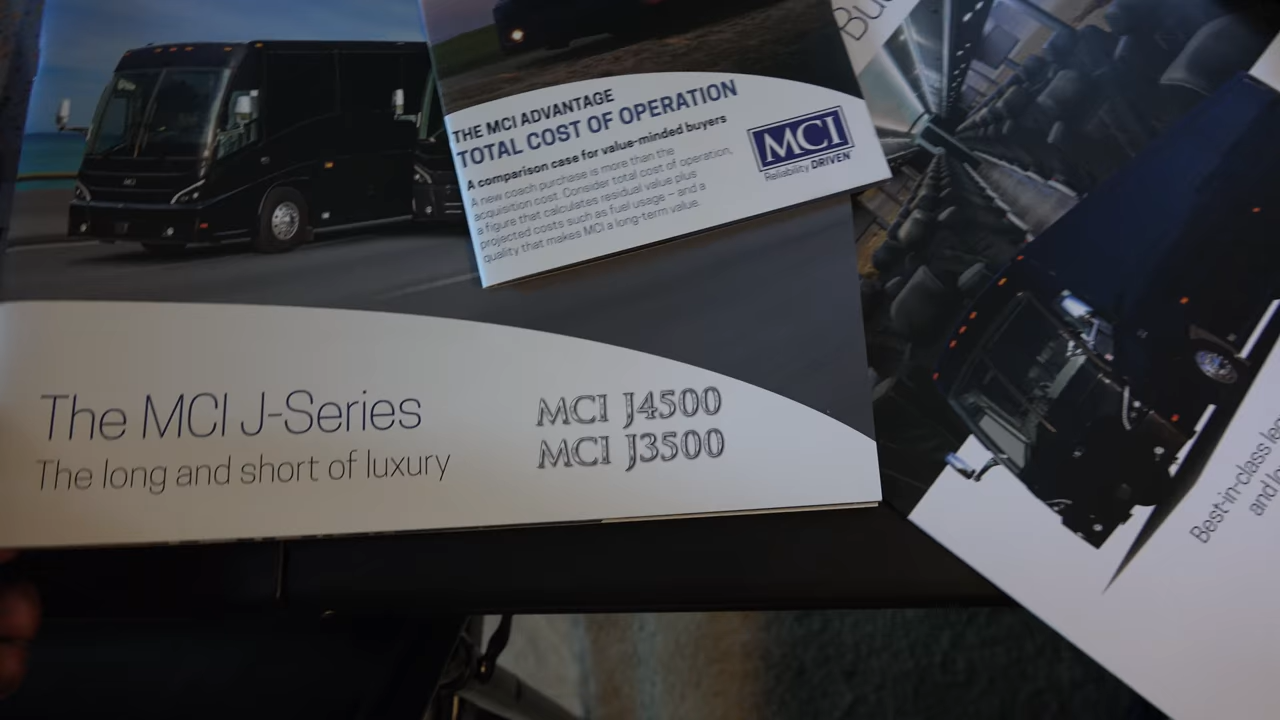 THE MCI ADVANTAGE
TOTAL COST OF OPERATION
A comparison case for value-minded buyers
A new coach purchase is more than the
acquisition cost. Consider total cost of operation,
a figure that calculates residual value plus
projected costs such as fuel usage – and a
quality that makes MCI a long-term value.
MCI
Reliability DRIVEN
The MCI J-Series
The long and short of luxury
MCI J4500
MCI J3500
Best-in-class
and